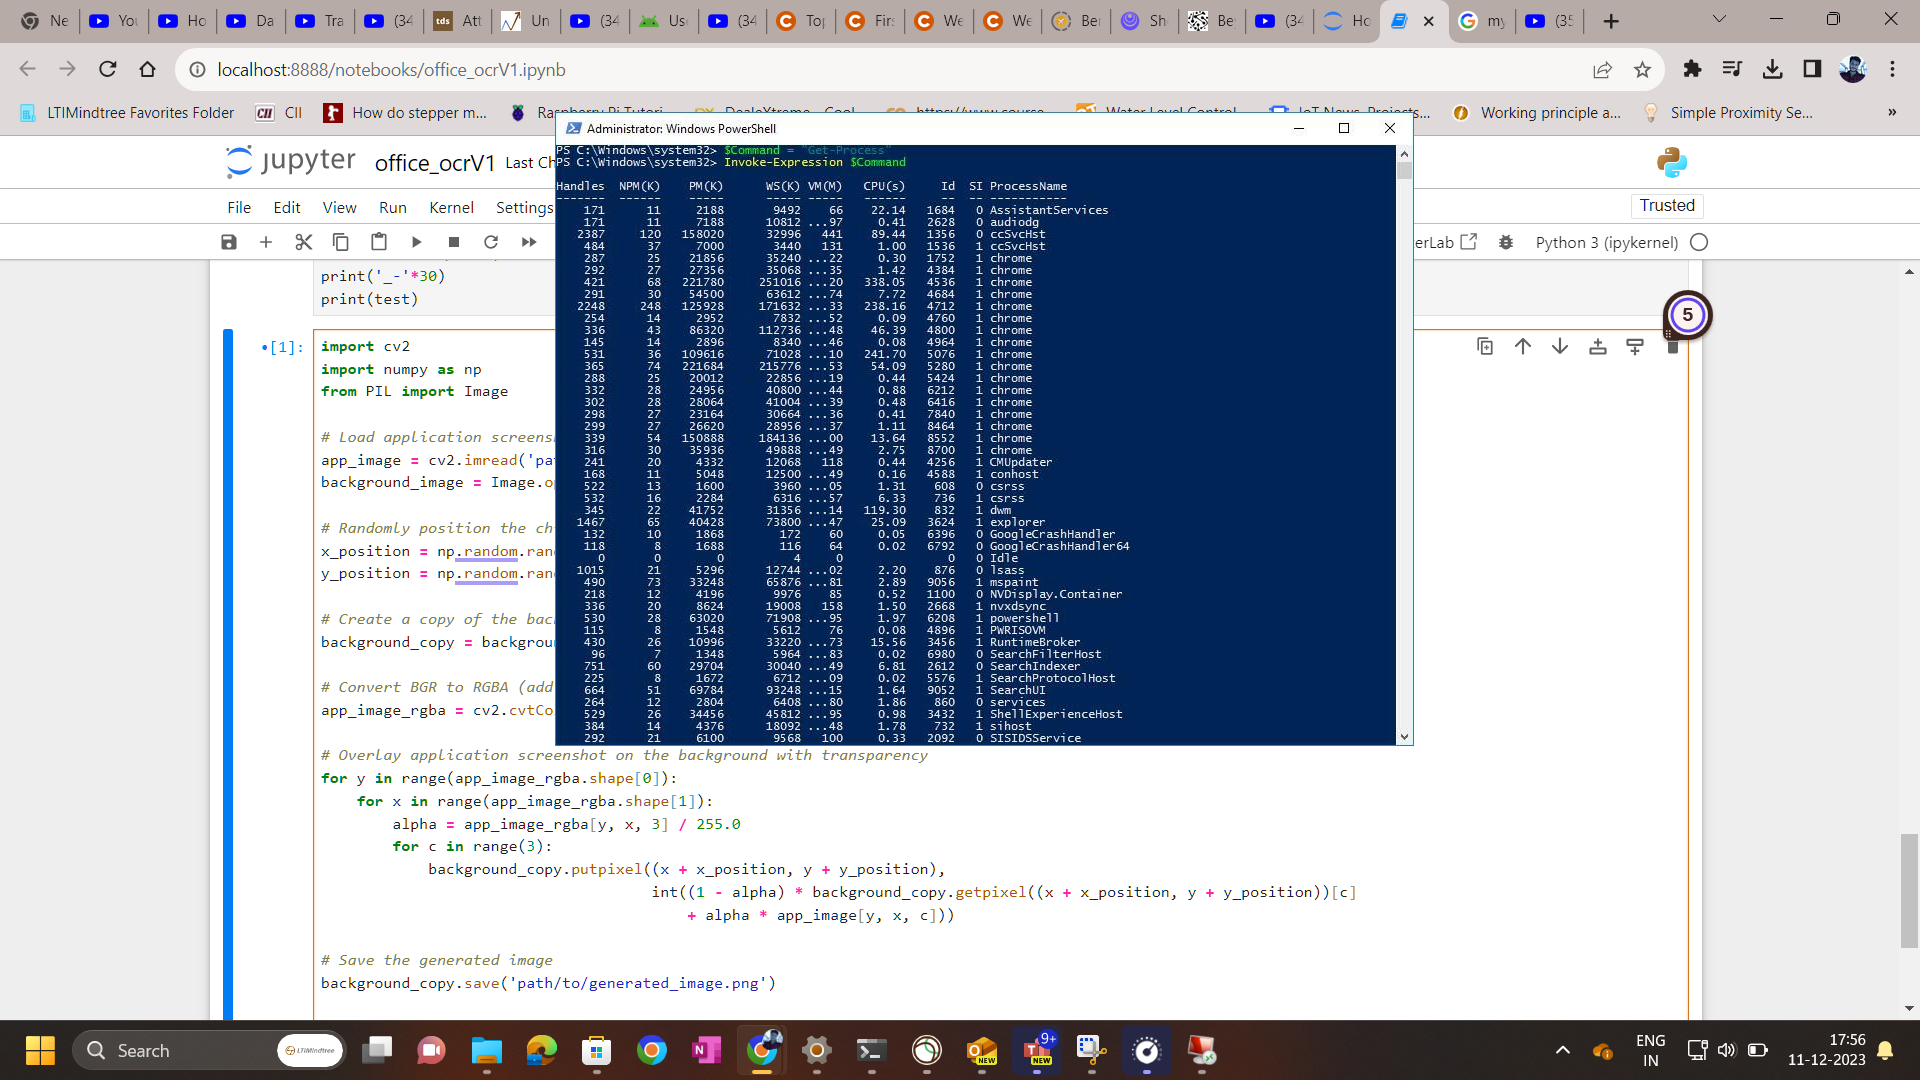 Ne
You
Ho
Da
Tra
(34
tds Att
Un
(34
Use
(34
Top
Firs
We
We
Ber
She
Bey
(34
Ho
my
(35
localhost:8888/notebooks/office_ocrV1.ipynb
LTIMindtree Favorites Folder
CII CII
How do stepper m...
Working principle a...
Simple Proximity Se...
»
Administrator: Windows PowerShell
PS C:\Windows\system32> $Command = "Get-Process"
PS C:\Windows\system32> Invoke-Expression $Command
Handles NPM(K) PM(K) WS(K) VM(M) CPU(s) Id SI ProcessName
------- ------ ----- ----- ----- ------ -- -- -----------
171 11 2188 9492 66 22.14 1684 0 AssistantServices
171 11 7188 10812 ...97 0.41 2628 0 audiodg
2387 120 158020 32996 441 89.44 1356 0 ccSvcHst
484 37 7000 3440 131 1.00 1536 1 ccSvcHst
287 25 21856 35240 ...22 0.30 1752 1 chrome
292 27 27356 35068 ...35 1.42 4384 1 chrome
421 68 221780 251016 ...20 338.05 4536 1 chrome
291 30 54500 63612 ...74 7.72 4684 1 chrome
2248 248 125928 171632 ...33 238.16 4712 1 chrome
254 14 2952 7832 ...52 0.09 4760 1 chrome
336 43 86320 112736 ...48 46.39 4800 1 chrome
145 14 2896 8340 ...46 0.08 4964 1 chrome
531 36 109616 71028 ...10 241.70 5076 1 chrome
365 74 221684 215776 ...53 54.09 5280 1 chrome
288 25 20012 22856 ...19 0.44 5424 1 chrome
332 28 24956 40800 ...44 0.88 6212 1 chrome
302 28 28064 41004 ...39 0.48 6416 1 chrome
298 27 23164 30664 ...36 0.41 7840 1 chrome
299 27 26620 28956 ...37 1.11 8464 1 chrome
339 54 150888 184136 ...00 13.64 8552 1 chrome
316 30 35936 49888 ...49 2.75 8700 1 chrome
241 20 4332 12068 118 0.44 4256 1 CMUpdater
168 11 5048 12500 ...49 0.16 4588 1 conhost
522 13 1600 3960 ...05 1.31 608 0 csrss
532 16 2284 6316 ...57 6.33 736 1 csrss
345 22 41752 31356 ...14 119.30 832 1 dwm
1467 65 40428 73800 ...47 25.09 3624 1 explorer
132 10 1868 172 60 0.05 6396 0 GoogleCrashHandler
118 8 1688 116 64 0.02 6792 0 GoogleCrashHandler64
0 0 0 4 0 0 0 Idle
1015 21 5296 12744 ...02 2.20 876 0 lsass
490 73 33248 65876 ...81 2.89 9056 1 mspaint
218 12 4196 9976 85 0.52 1100 0 NVDisplay.Container
336 20 8624 19008 158 1.50 2668 1 nvxdsync
530 28 63020 71908 ...95 1.97 6208 1 powershell
115 8 1548 5612 76 0.08 4896 1 PWRISOVM
430 26 10996 33220 ...73 15.56 3456 1 RuntimeBroker
96 7 1348 5964 ...83 0.02 6980 0 SearchFilterHost
751 60 29704 30040 ...49 6.81 2612 0 SearchIndexer
225 8 1672 6712 ...09 0.02 5576 1 SearchProtocolHost
664 51 69784 93248 ...15 1.64 9052 1 SearchUI
264 12 2804 6408 ...80 1.86 860 0 services
529 26 34456 45812 ...95 0.98 3432 1 ShellExperienceHost
384 14 4376 18092 ...48 1.78 732 1 sihost
292 21 6100 9568 100 0.33 2092 0 SISIDSService
jupyter office_ocrV1 Last Ch
File Edit View Run Kernel Settings
Trusted
erLab
Python 3 (ipykernel)
5
print('_-'*30)
print(test)
•[1]:
import cv2
import numpy as np
from PIL import Image
# Load application screensh
app_image = cv2.imread('pat
background_image = Image.op
# Randomly position the chr
x_position = np.random.rand
y_position = np.random.rand
# Create a copy of the back
background_copy = backgroun
# Convert BGR to RGBA (add
app_image_rgba = cv2.cvtCo
# Overlay application screenshot on the background with transparency
for y in range(app_image_rgba.shape[0]):
for x in range(app_image_rgba.shape[1]):
alpha = app_image_rgba[y, x, 3] / 255.0
for c in range(3):
background_copy.putpixel((x + x_position, y + y_position),
int((1 - alpha) * background_copy.getpixel((x + x_position, y + y_position))[c]
+ alpha * app_image[y, x, c]))
# Save the generated image
background_copy.save('path/to/generated_image.png')
Search
LTIMindtree
NEW
9+
NEW
ENG
IN
17:56
11-12-2023